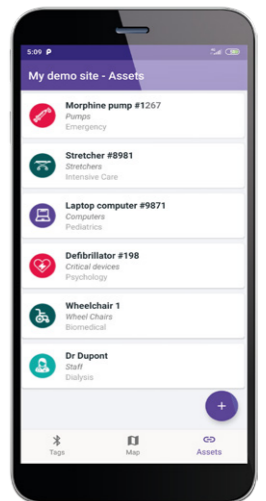 5:09
My demo site - Assets
Morphine pump #1267
Pumps
Emergency
Stretcher #8981
Stretchers
Intensive Care
Laptop computer #9871
Computers
Pediatrics
Defibrillator #198
Critical devices
Psychology
Wheelchair 1
Wheel Chairs
Biomedical
Dr Dupont
Staff
Dialysis
+
Tags
Map
Assets